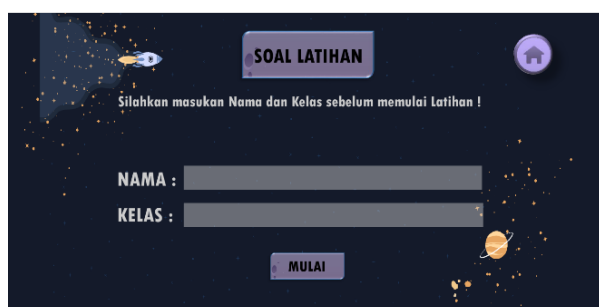 SOAL LATIHAN
Silahkan masukan Nama dan Kelas sebelum memulai Latihan !
NAMA :
KELAS :
MULAI